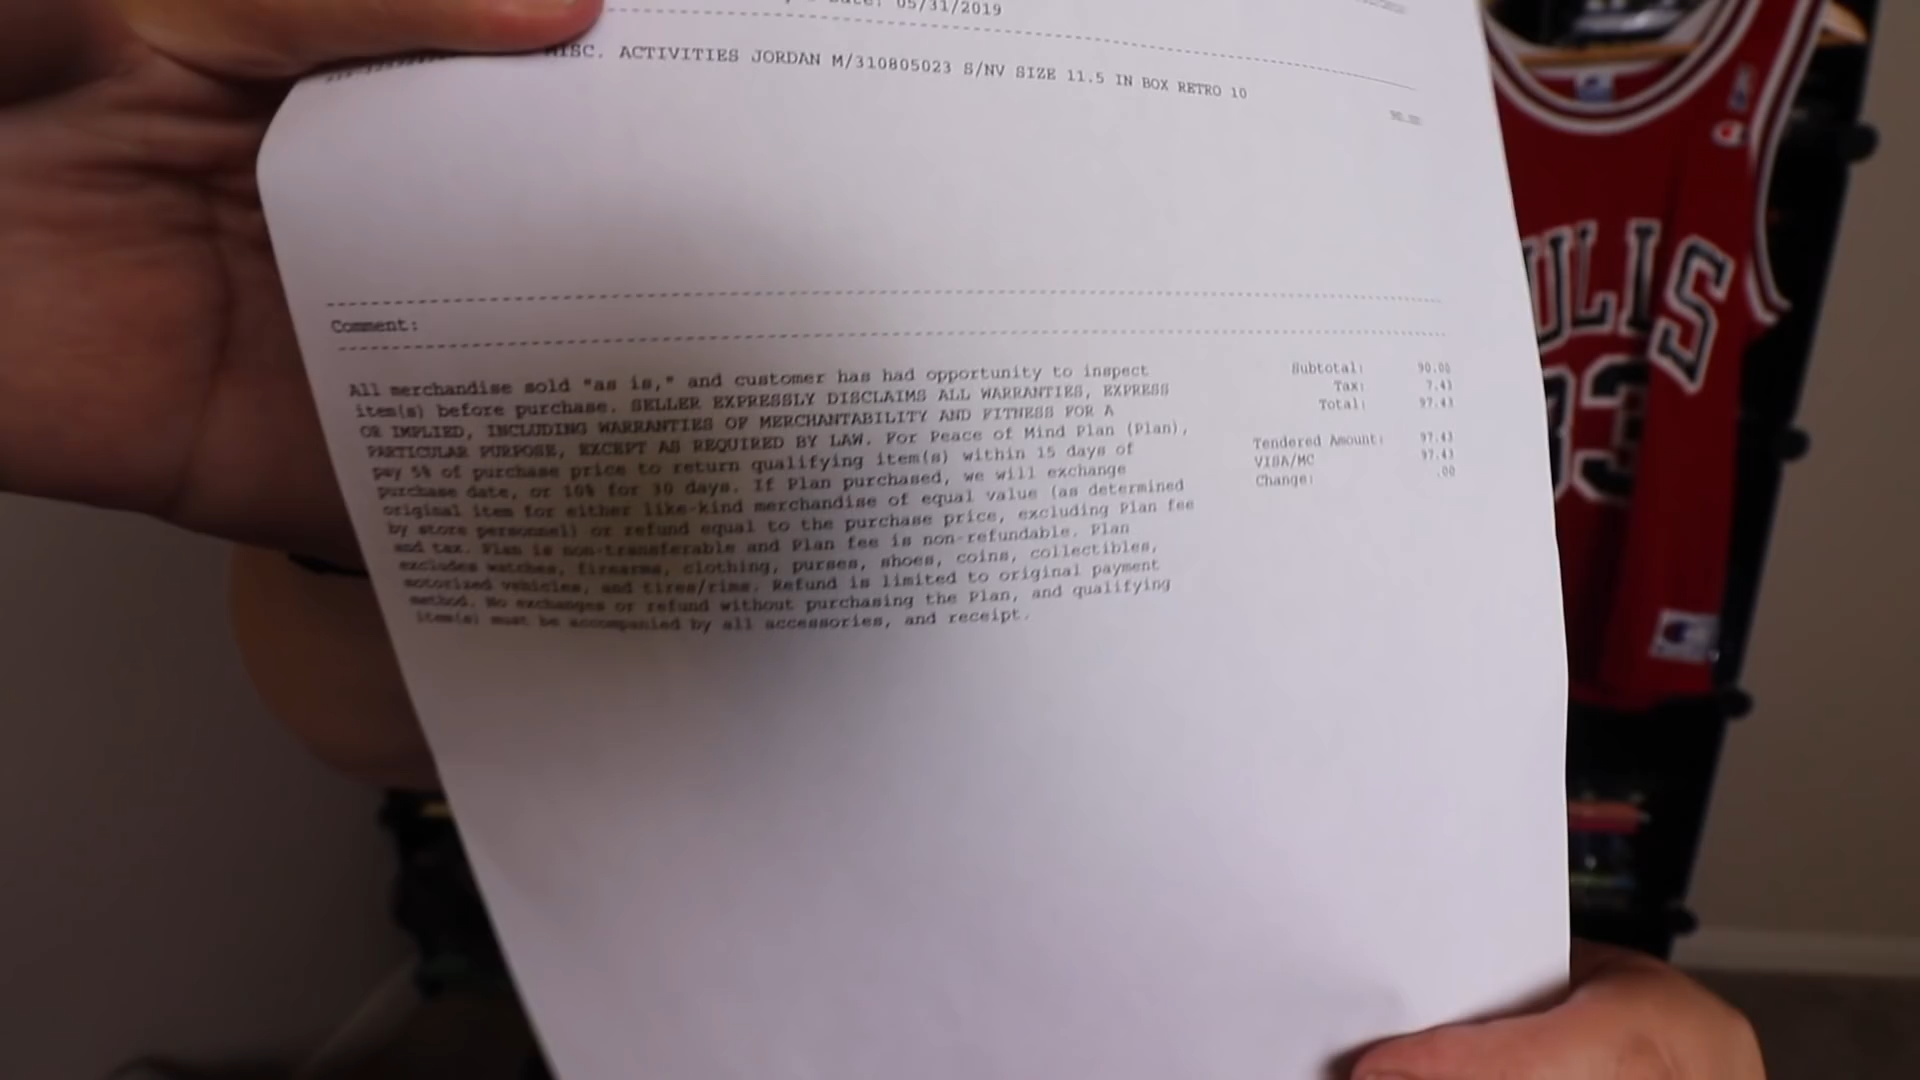 Date: 05/31/2019
MISC. ACTIVITIES JORDAN M/310805023 S/NV SIZE 11.5 IN BOX RETRO 10
Comment:
All merchandise sold "as is," and customer has had opportunity to inspect
item(s) before purchase. SELLER EXPRESSLY DISCLAIMS ALL WARRANTIES, EXPRESS
OR IMPLIED, INCLUDING WARRANTIES OF MERCHANTABILITY AND FITNESS FOR A
PARTICULAR PURPOSE, EXCEPT AS REQUIRED BY LAW. For Peace of Mind Plan (Plan),
pay 5% of purchase price to return qualifying item(s) within 15 days of
purchase date, or 10% for 30 days. If Plan purchased, we will exchange
original item for either like-kind merchandise of equal value (as determined
by store personnel) or refund equal to the purchase price, excluding Plan fee
and tax. Plan is non-transferable and Plan fee is non-refundable. Plan
excludes watches, firearms, clothing, purses, shoes, coins, collectibles,
motorized vehicles, and tires/rims. Refund is limited to original payment
method. No exchanges or refund without purchasing the Plan, and qualifying
item(s) must be accompanied by all accessories, and receipt.
Subtotal: 90.00
Tax: 7.43
Total: 97.43
Tendered Amount: 97.43
VISA/MC 97.43
Change: .00
ULLS
33